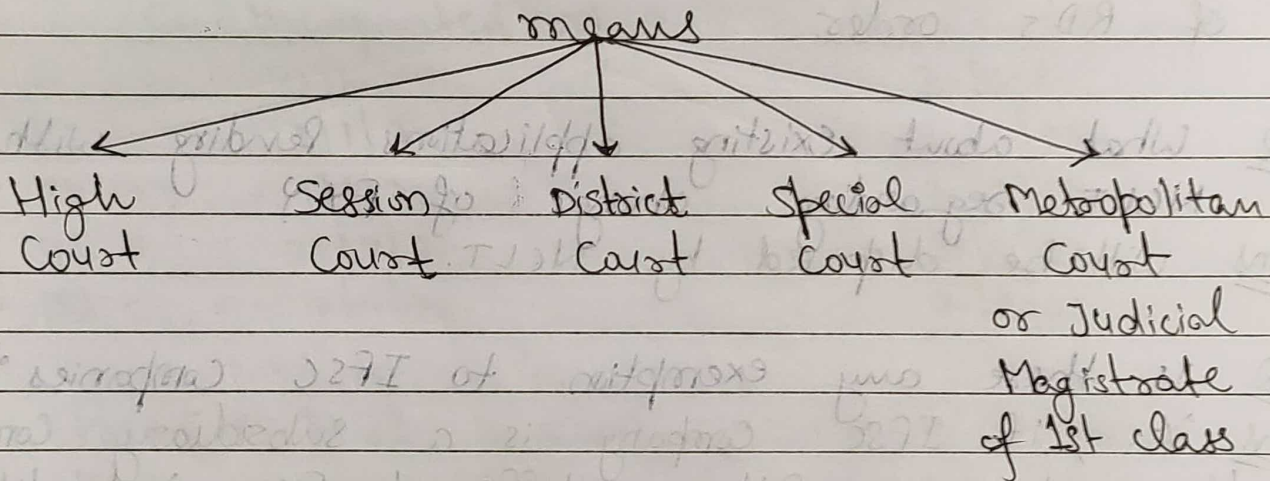 means
High Session District Special Metropolitan
Court Court Court Court Court
or Judicial
Magistrate
of 1st class